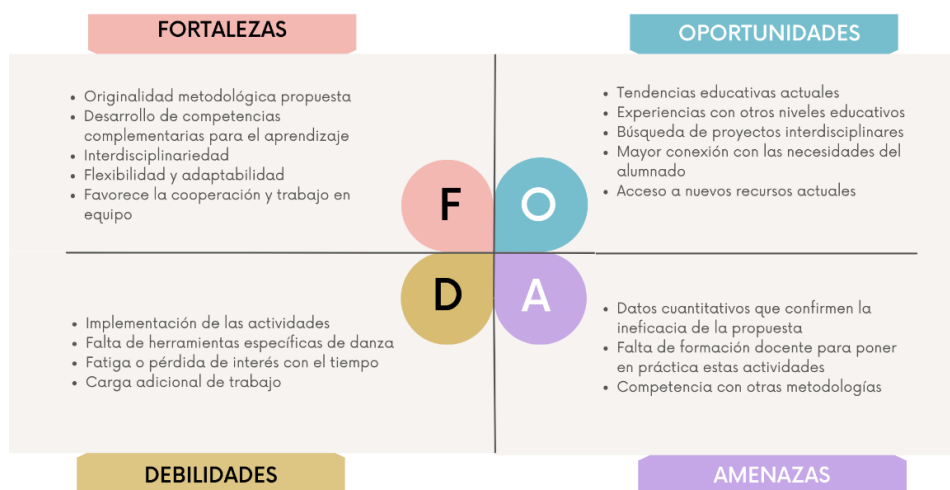 FORTALEZAS
• Originalidad metodológica propuesta
• Desarrollo de competencias
complementarias para el aprendizaje
• Interdisciplinariedad
• Flexibilidad y adaptabilidad
• Favorece la cooperación y trabajo en
equipo
OPORTUNIDADES
• Tendencias educativas actuales
• Experiencias con otros niveles educativos
• Búsqueda de proyectos interdisciplinares
• Mayor conexión con las necesidades del
alumnado
• Acceso a nuevos recursos actuales
F
O
D
A
• Implementación de las actividades
• Falta de herramientas específicas de danza
• Fatiga o pérdida de interés con el tiempo
• Carga adicional de trabajo
DEBILIDADES
• Datos cuantitativos que confirmen la
ineficacia de la propuesta
• Falta de formación docente para poner
en práctica estas actividades
• Competencia con otras metodologías
AMENAZAS